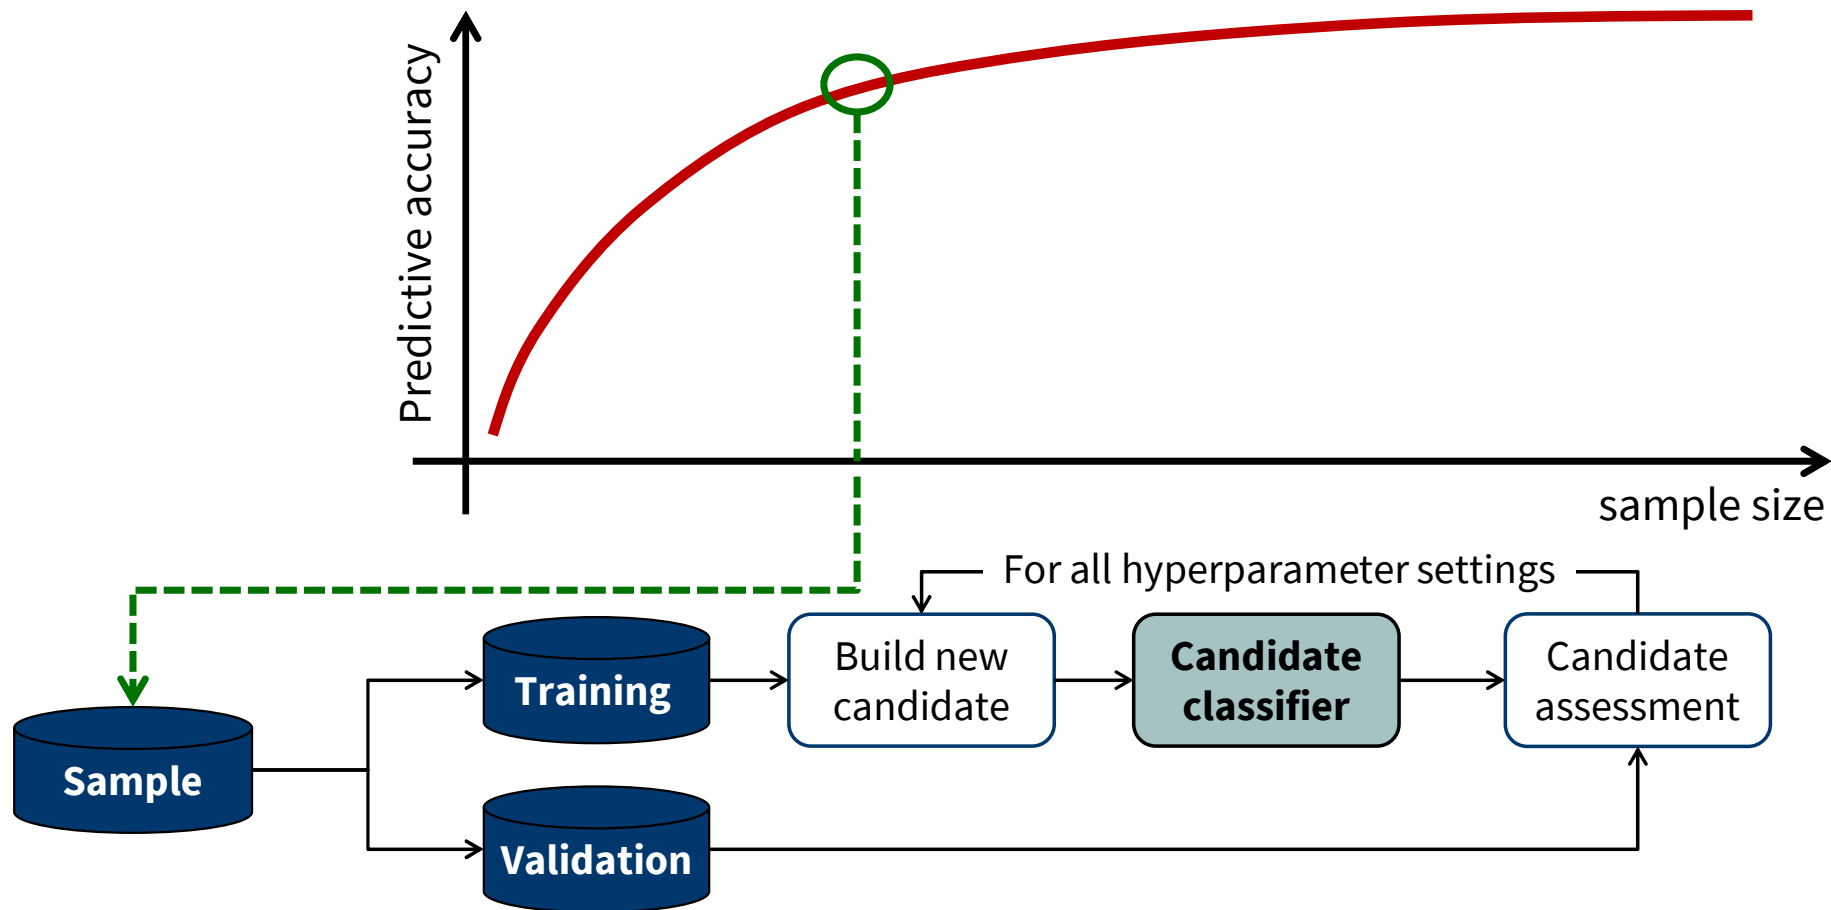 Predictive accuracy
sample size
For all hyperparameter settings
Build new
candidate
Candidate
classifier
Candidate
assessment
Training
Sample
Validation